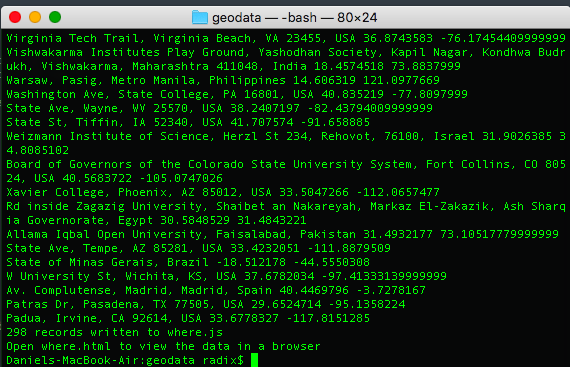 geodata — -bash — 80×24
Virginia Tech Trail, Virginia Beach, VA 23455, USA 36.8743583 -76.17454409999999
Vishwakarma Institutes Play Ground, Yashodhan Society, Kapil Nagar, Kondhwa Budr
ukh, Vishwakarma, Maharashtra 411048, India 18.4574518 73.8837999
Warsaw, Pasig, Metro Manila, Philippines 14.606319 121.0977669
Washington Ave, State College, PA 16801, USA 40.835219 -77.8097999
State Ave, Wayne, WV 25570, USA 38.2407197 -82.43794009999999
State St, Tiffin, IA 52340, USA 41.707574 -91.658885
Weizmann Institute of Science, Herzl St 234, Rehovot, 76100, Israel 31.9026385 3
4.8085102
Board of Governors of the Colorado State University System, Fort Collins, CO 805
24, USA 40.5683722 -105.0747026
Xavier College, Phoenix, AZ 85012, USA 33.5047266 -112.0657477
Rd inside Zagazig University, Shaibet an Nakareyah, Markaz El-Zakazik, Ash Sharq
ia Governorate, Egypt 30.5848529 31.4843221
Allama Iqbal Open University, Faisalabad, Pakistan 31.4932177 73.10517779999999
State Ave, Tempe, AZ 85281, USA 33.4232051 -111.8879509
State of Minas Gerais, Brazil -18.512178 -44.5550308
W University St, Wichita, KS, USA 37.6782034 -97.41333139999999
Av. Complutense, Madrid, Madrid, Spain 40.4469796 -3.7278167
Patras Dr, Pasadena, TX 77505, USA 29.6524714 -95.1358224
Padua, Irvine, CA 92614, USA 33.6778327 -117.8151285
298 records written to where.js
Open where.html to view the data in a browser
Daniels-MacBook-Air:geodata radix$